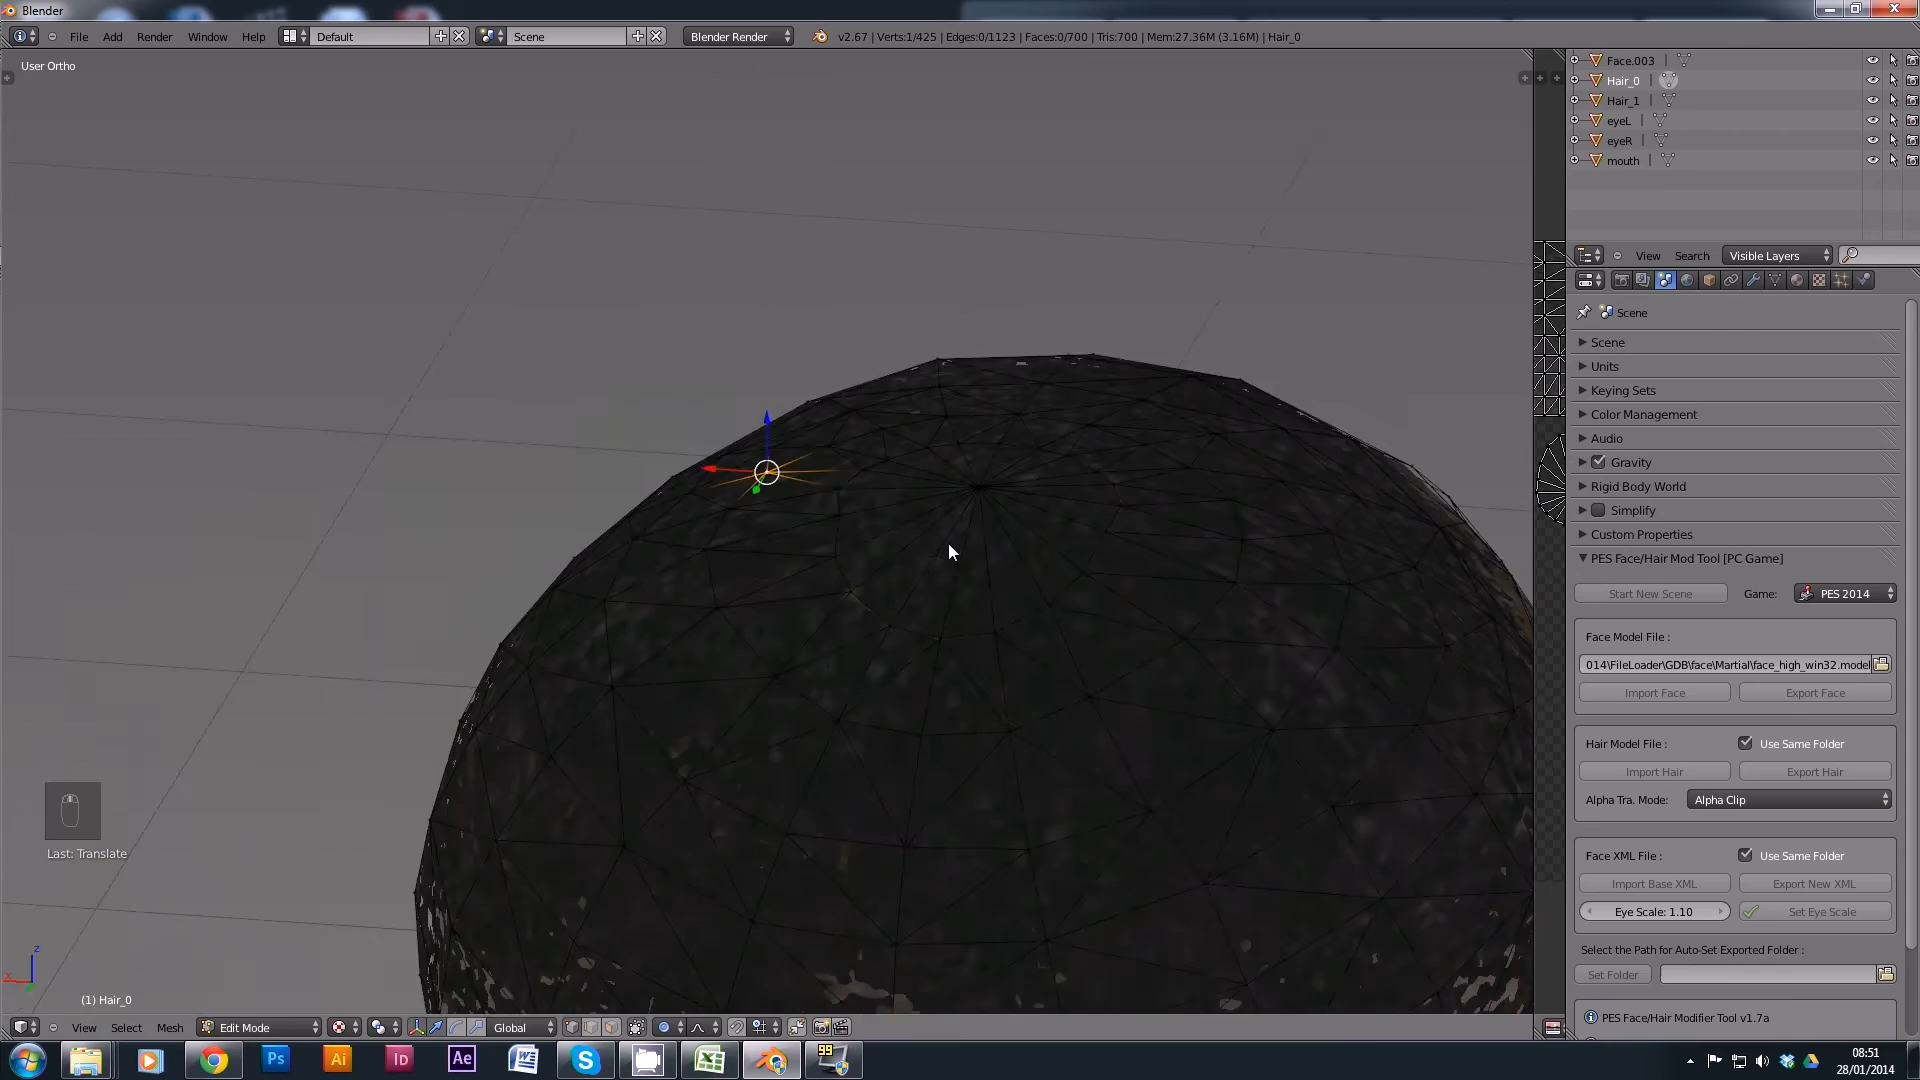 Blender
File Add Render Window Help Default Scene Blender Render v2.67 | Verts:1/425 | Edges:0/1123 | Faces:0/700 | Tris:700 | Mem:27.36M (3.16M) | Hair_0
User Ortho
Face.003
Hair_0
Hair_1
eyeL
eyeR
mouth
View Search Visible Layers
Scene
Scene
Units
Keying Sets
Color Management
Audio
Gravity
Rigid Body World
Simplify
Custom Properties
PES Face/Hair Mod Tool [PC Game]
Start New Scene Game: PES 2014
Face Model File :
014\FileLoader\GDB\face\Martial\face_high_win32.model
Import Face Export Face
Hair Model File : Use Same Folder
Import Hair Export Hair
Alpha Tra. Mode: Alpha Clip
Face XML File : Use Same Folder
Import Base XML Export New XML
Eye Scale: 1.10 Set Eye Scale
Select the Path for Auto-Set Exported Folder :
Set Folder
PES Face/Hair Modifier Tool v1.7a
Last: Translate
z
x
(1) Hair_0
View Select Mesh Edit Mode Global
Ps Ai Id Ae W S X 99
08:51
28/01/2014